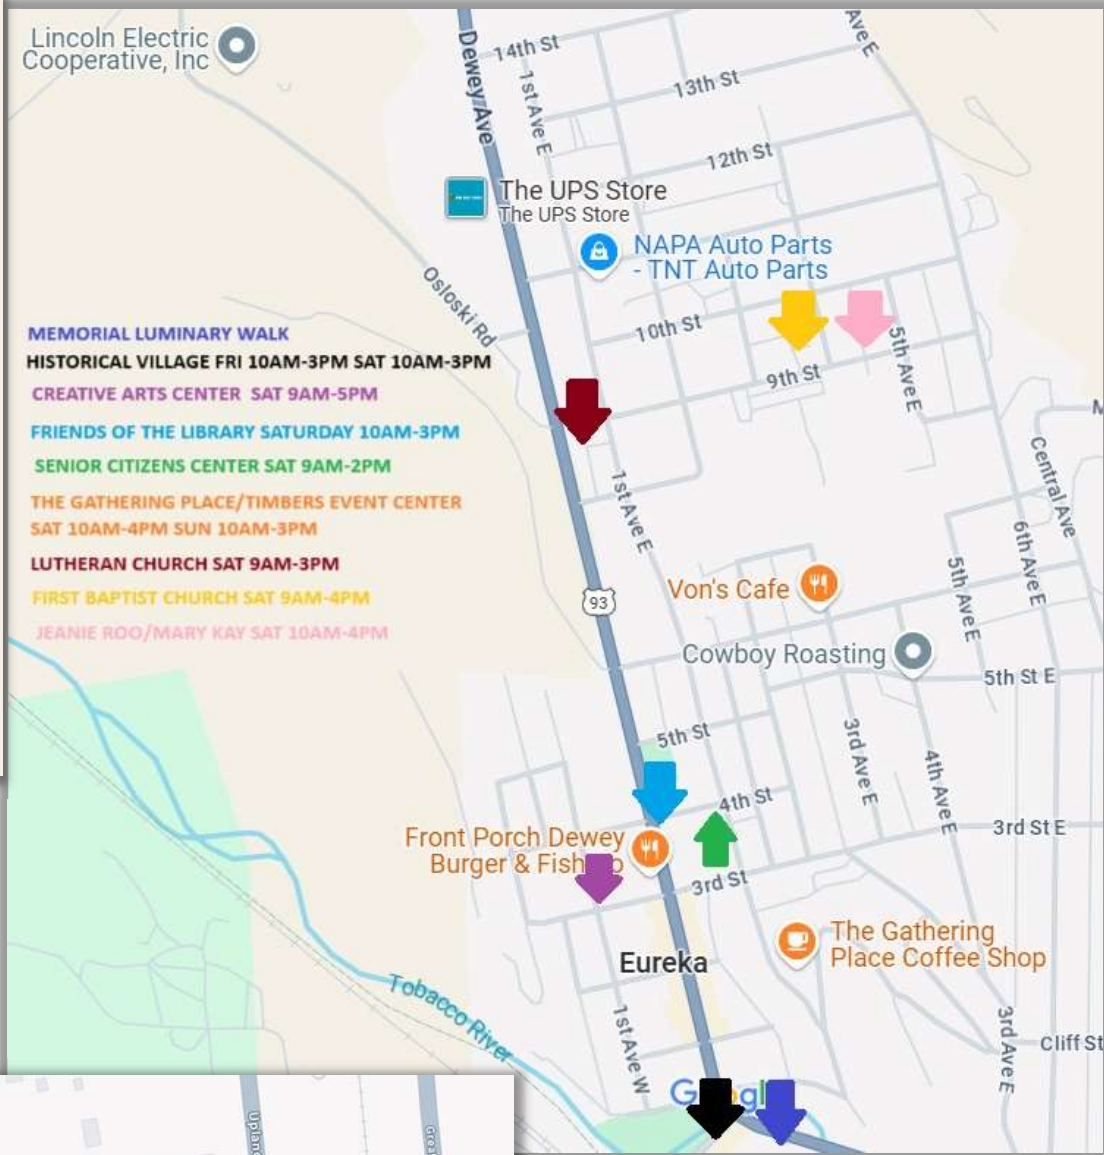 Lincoln Electric
Cooperative, Inc
Dewey Ave
14th St
Ave E
1st Ave E
13th St
12th St
The UPS Store
The UPS Store
NAPA Auto Parts
- TNT Auto Parts
Osloski Rd
10th St
5th Ave E
9th St
MEMORIAL LUMINARY WALK
HISTORICAL VILLAGE FRI 10AM-3PM SAT 10AM-3PM
CREATIVE ARTS CENTER SAT 9AM-5PM
FRIENDS OF THE LIBRARY SATURDAY 10AM-3PM
SENIOR CITIZENS CENTER SAT 9AM-2PM
THE GATHERING PLACE/TIMBERS EVENT CENTER
SAT 10AM-4PM SUN 10AM-3PM
LUTHERAN CHURCH SAT 9AM-3PM
FIRST BAPTIST CHURCH SAT 9AM-4PM
JEANIE ROO/MARY KAY SAT 10AM-4PM
1st Ave E
Central Ave
6th Ave E
5th Ave E
93
Von's Cafe
Cowboy Roasting
5th St E
5th St
3rd Ave E
4th Ave E
4th St
3rd St E
Front Porch Dewey
Burger & Fish
3rd St
Eureka
The Gathering
Place Coffee Shop
Tobacco River
1st Ave W
3rd Ave E
Cliff St